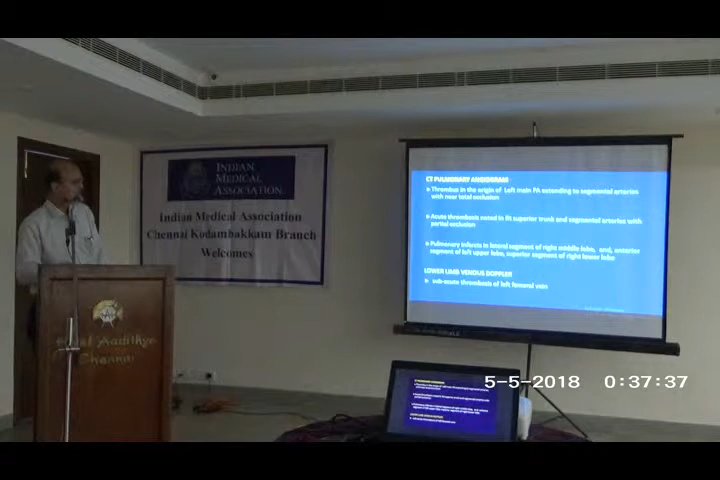 INDIAN
MEDICAL
ASSOCIATION
Indian Medical Association
Chennai Kodambakkam Branch
Welcomes
CT PULMONARY ANGIOGRAM
Thrombus in the origin of Left main PA extending to segmental arteries
with near total occlusion
Acute thrombosis noted in Rt superior trunk and segmental arteries with
partial occlusion
Pulmonary infarcts in lateral segment of right middle lobe, and, anterior
segment of left upper lobe, superior segment of right lower lobe
LOWER LIMB VENOUS DOPPLER
sub-acute thrombosis of left femoral vein
Aadithya
Chennai
5-5-2018 0:37:37